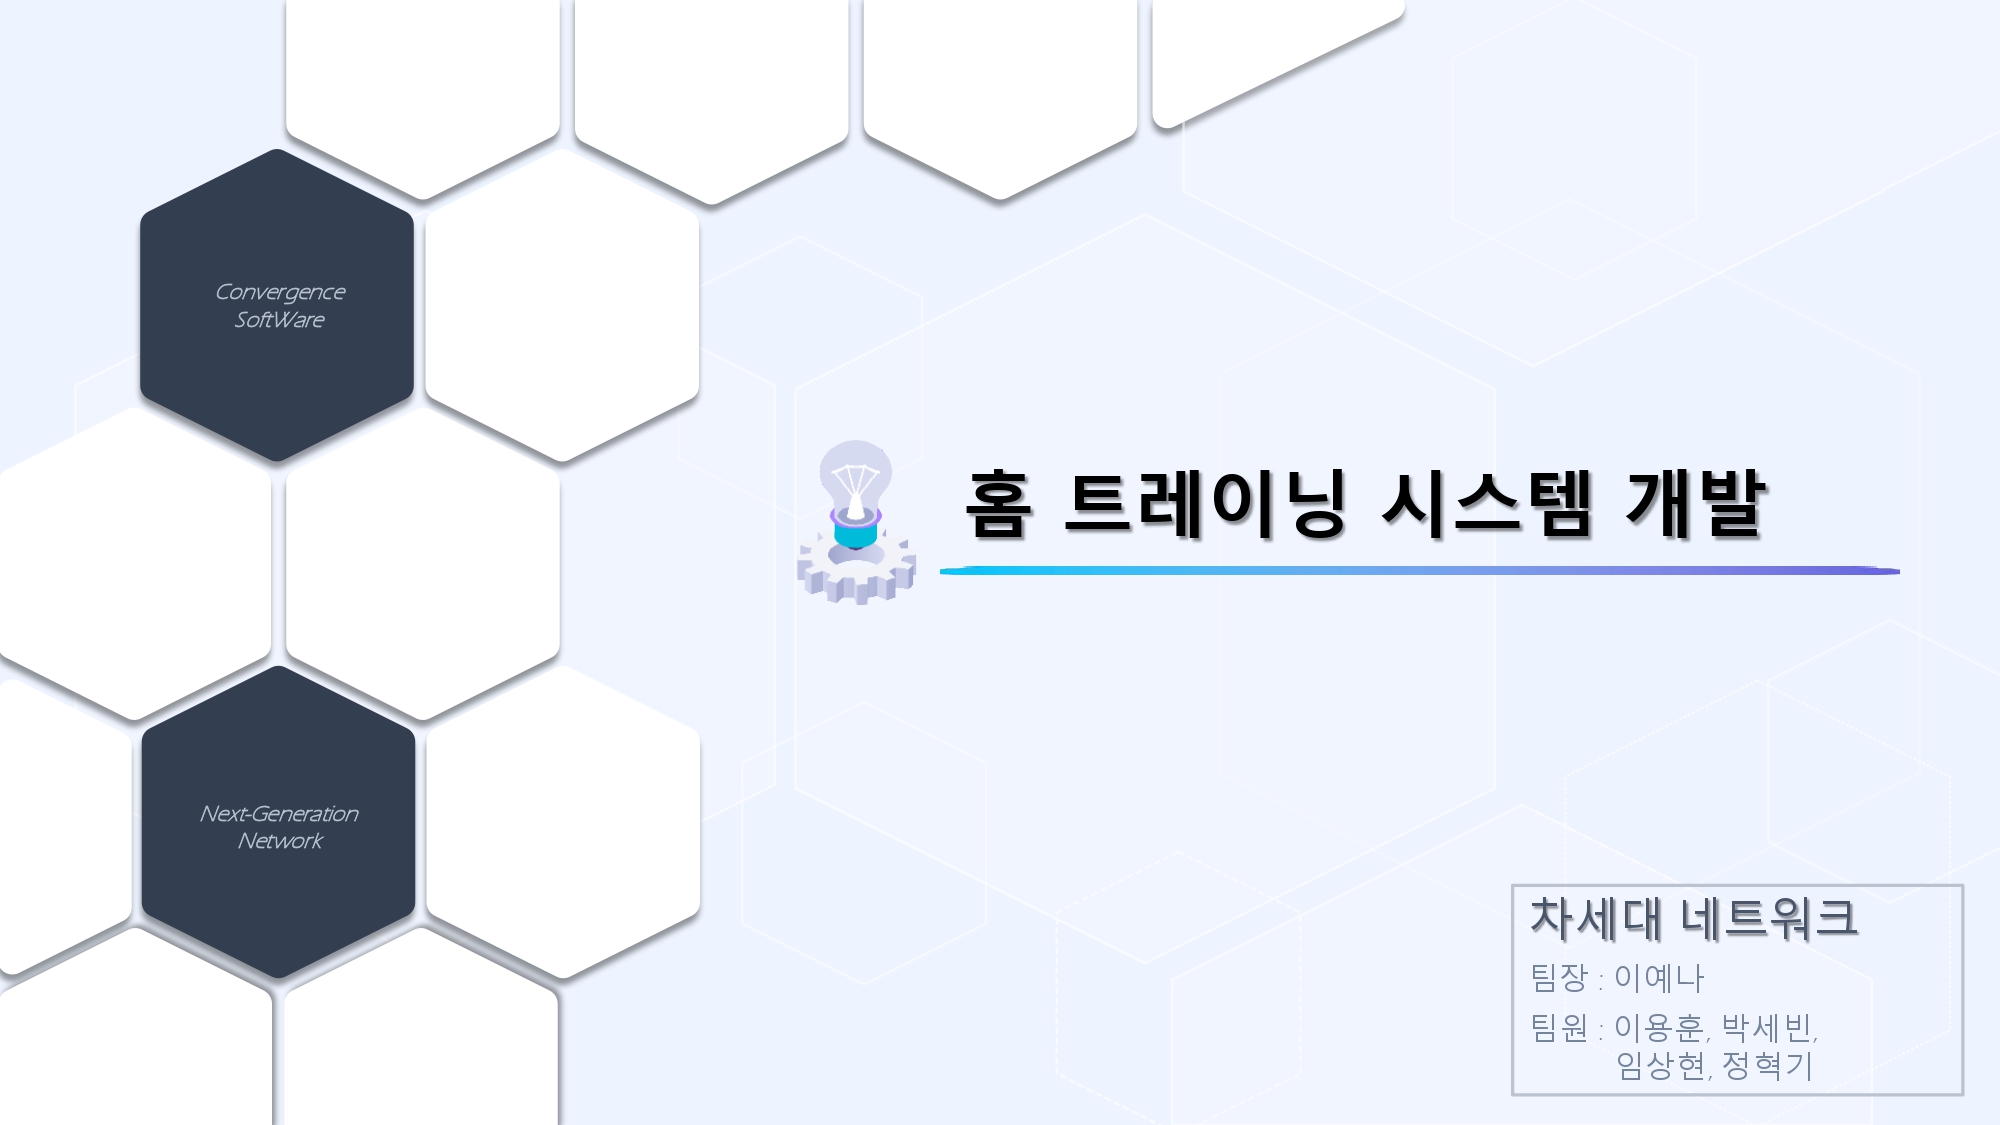 Convergence
SoftWare
홈 트레이닝 시스템 개발
Next-Generation
Network
차세대 네트워크
팀장 : 이예나
팀원 : 이용훈, 박세빈,
임상현, 정혁기